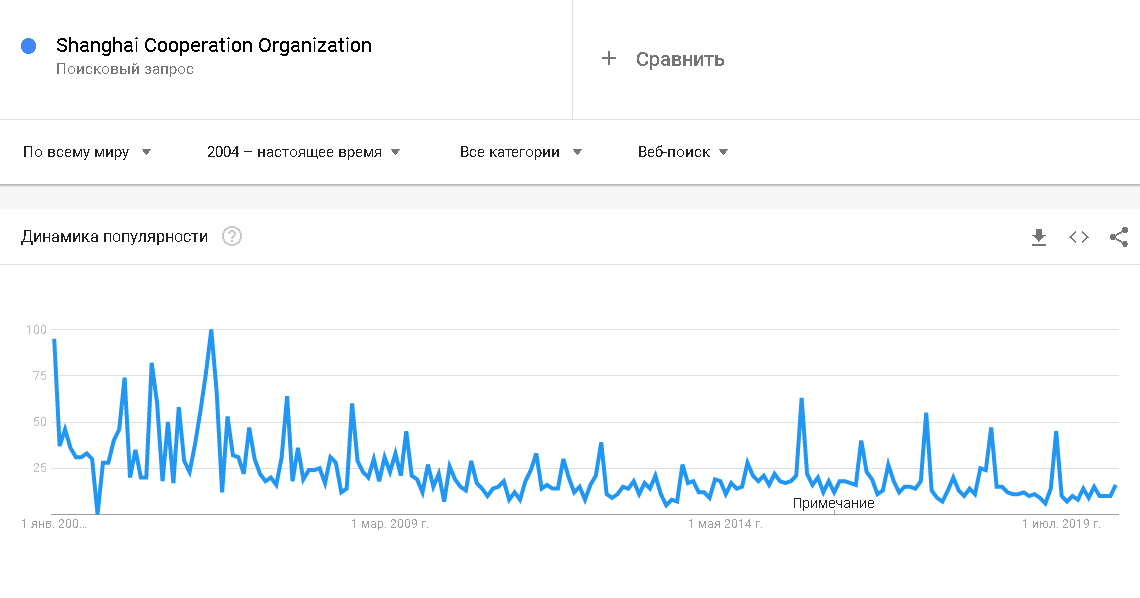 Shanghai Cooperation Organization
Поисковый запрос
+ Сравнить
По всему миру
2004 – настоящее время
Все категории
Веб-поиск
Динамика популярности ?
100
75
50
25
Примечание
1 янв. 200...
1 мар. 2009 г.
1 мая 2014 г.
1 июл. 2019 г.